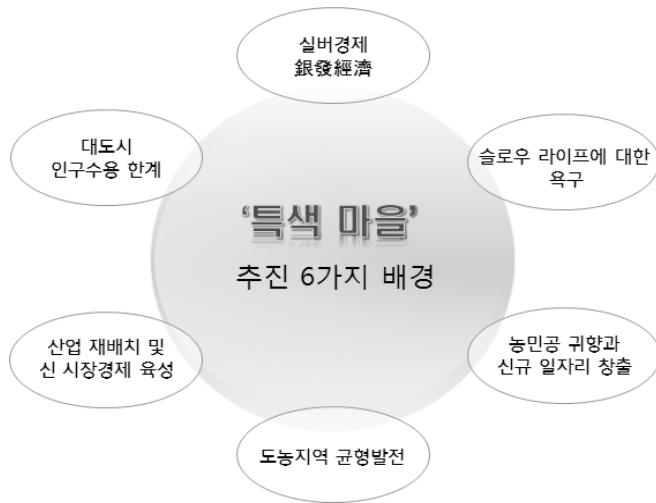 실버경제
銀發經濟
대도시
인구수용 한계
슬로우 라이프에 대한
욕구
‘특색 마을’
추진 6가지 배경
산업 재배치 및
신 시장경제 육성
농민공 귀향과
신규 일자리 창출
도농지역 균형발전